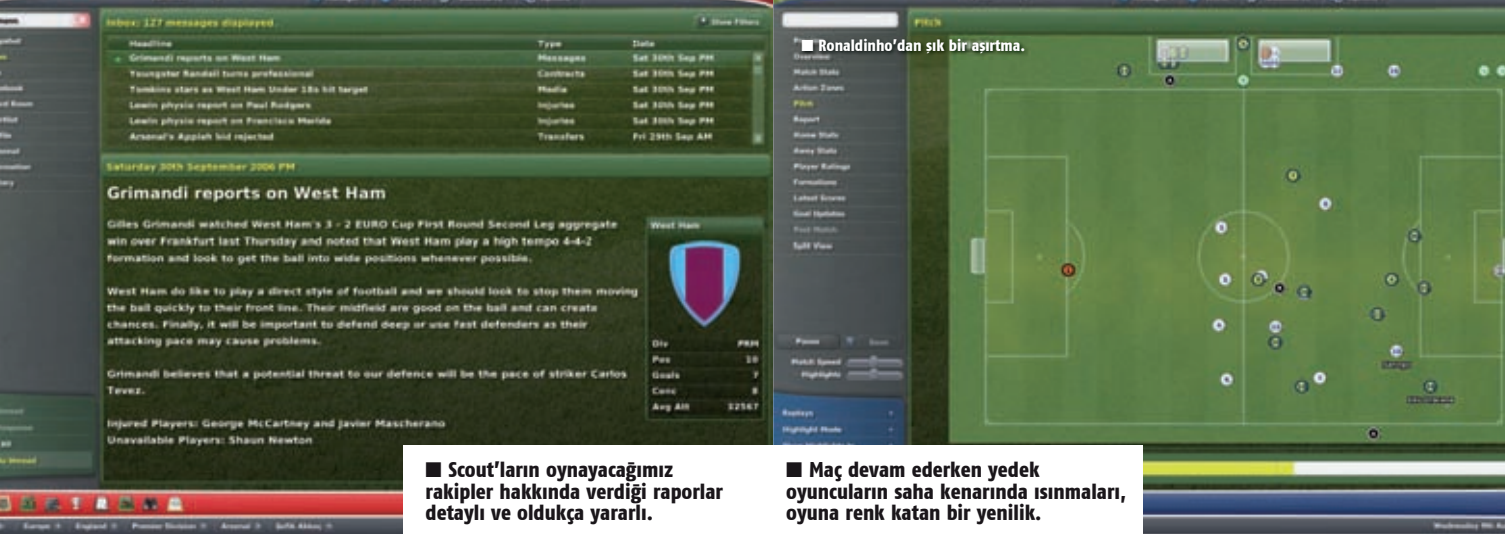 Inbox: 127 messages displayed
Show Filters
Headline Type Date
Grimandi reports on West Ham Messages Sat 30th Sep PM
Youngster Randall turns professional Contracts Sat 30th Sep PM
Tomkins stars as West Ham Under 18s hit target Media Sat 30th Sep PM
Lewin physio report on Paul Rodgers Injuries Sat 30th Sep PM
Lewin physio report on Francisco Merida Injuries Sat 30th Sep PM
Arsenal's Appiah bid rejected Transfers Fri 29th Sep AM
Saturday 30th September 2006 PM
Grimandi reports on West Ham
Gilles Grimandi watched West Ham's 3 - 2 EURO Cup First Round Second Leg aggregate
win over Frankfurt last Thursday and noted that West Ham play a high tempo 4-4-2
formation and look to get the ball into wide positions whenever possible.
West Ham do like to play a direct style of football and we should look to stop them moving
the ball quickly to their front line. Their midfield are good on the ball and can create
chances. Finally, it will be important to defend deep or use fast defenders as their
attacking pace may cause problems.
Grimandi believes that a potential threat to our defence will be the pace of striker Carlos
Tevez.
Injured Players: George McCartney and Javier Mascherano
Unavailable Players: Shaun Newton
West Ham
Div PRM
Pos 10
Goals 7
Conc 8
Avg Att 32567
Europe England Premier Division Arsenal
■ Scout’ların oynayacağımız
rakipler hakkında verdiği raporlar
detaylı ve oldukça yararlı.
Pitch
■ Ronaldinho’dan şık bir aşırtma.
Overview
Match Stats
Action Zones
Pitch
Report
Home Stats
Away Stats
Player Ratings
Formations
Latest Scores
Goal Updates
Post Match
Split View
Pause Save
Match Speed
Highlights
Replays
Highlight Mode
■ Maç devam ederken yedek
oyuncuların saha kenarında ısınmaları,
oyuna renk katan bir yenilik.